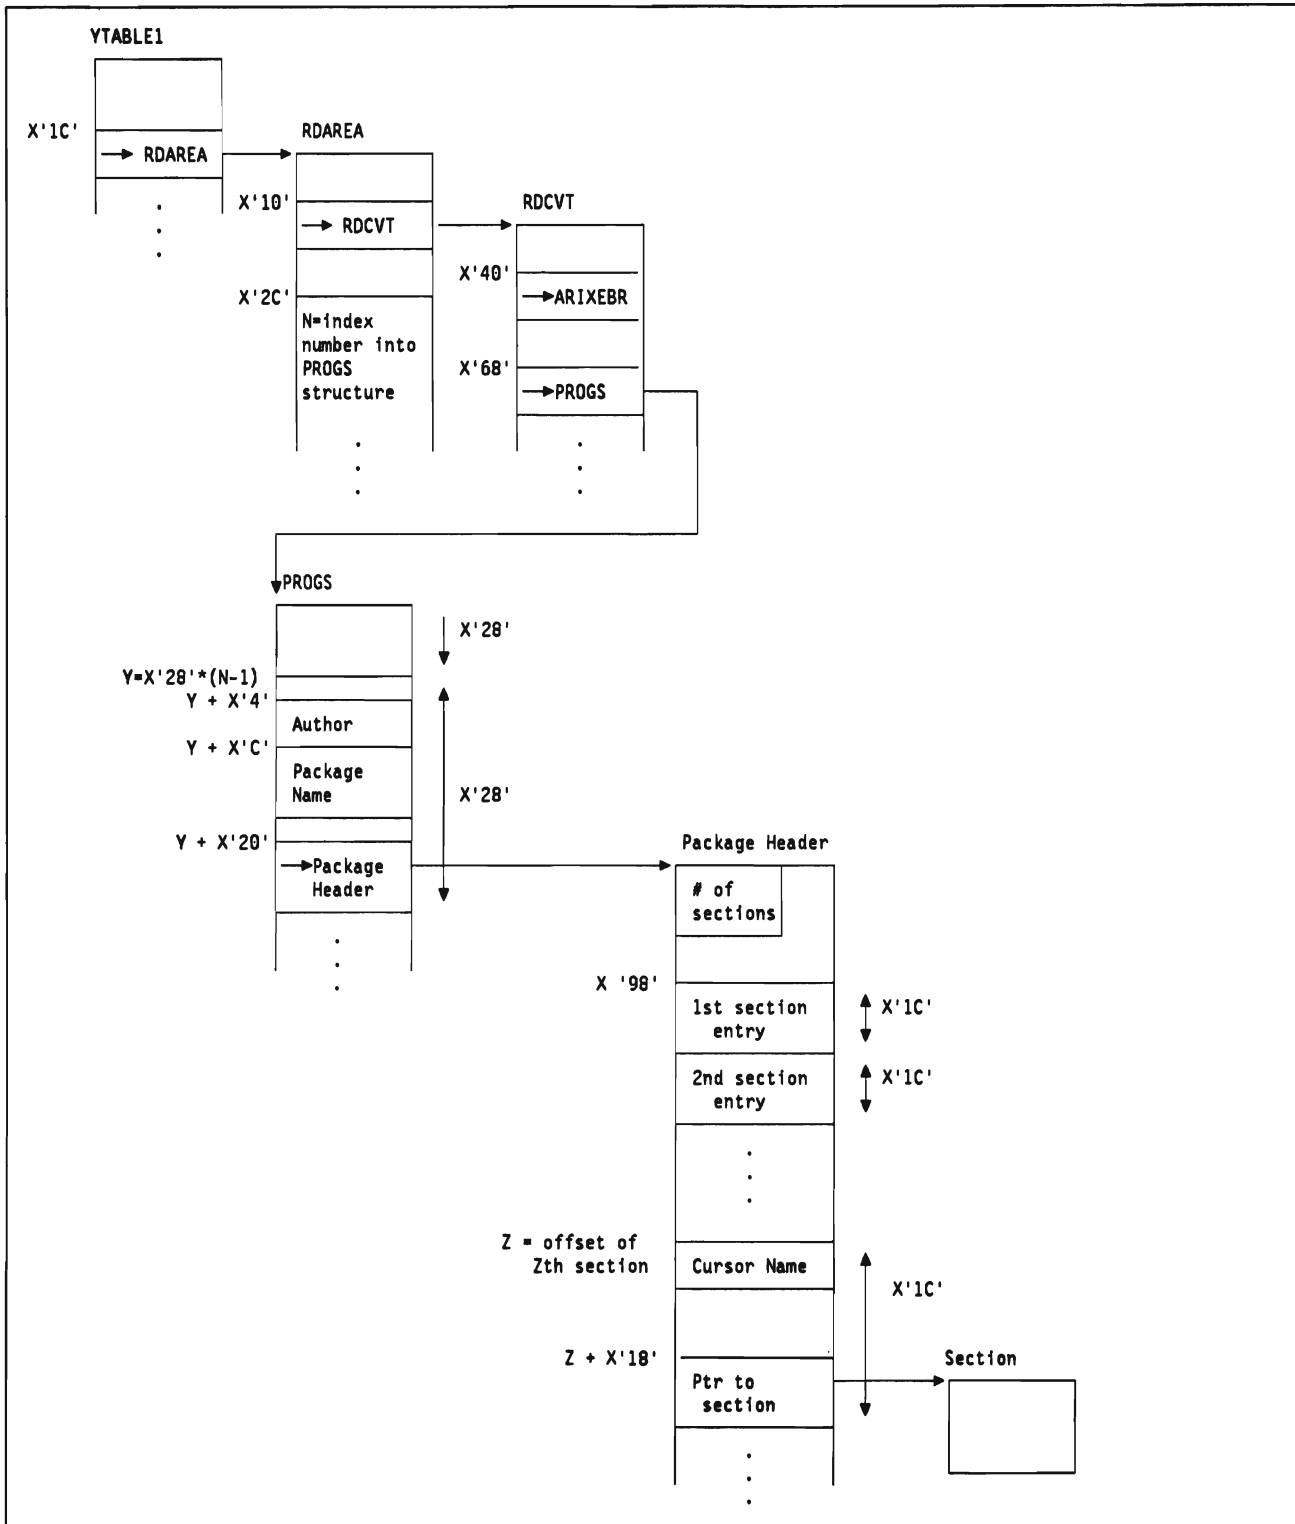 YTABLE1
X'1C'
→ RDAREA
RDAREA
X'10'
→ RDCVT
RDCVT
X'2C'
N=index
number into
PROGS
structure
X'40'
→ARIXEBR
X'68'
→PROGS
PROGS
X'28'
Y=X'28'*(N-1)
Y + X'4'
Author
Y + X'C'
Package
Name
X'28'
Y + X'20'
→Package
Header
Package Header
# of
sections
X '98'
1st section
entry
X'1C'
2nd section
entry
X'1C'
Z = offset of
Zth section
Cursor Name
X'1C'
Z + X'18'
Ptr to
section
Section